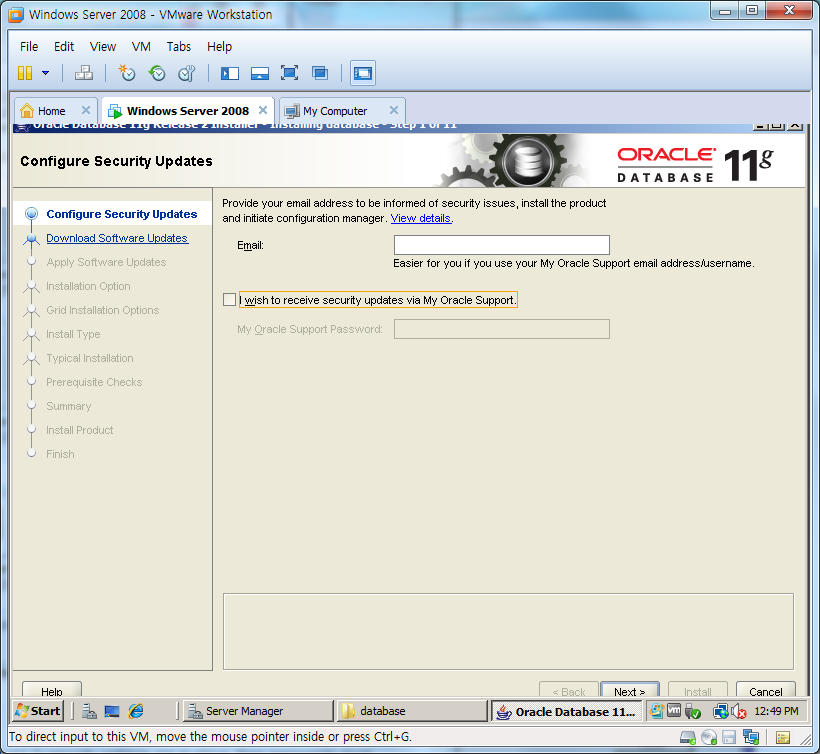 Windows Server 2008 - VMware Workstation
File Edit View VM Tabs Help
Home Windows Server 2008 My Computer
Oracle Database 11g Release 2 Installer - Installing database - Step 1 of 11
Configure Security Updates
ORACLE
DATABASE 11g
Configure Security Updates
Download Software Updates
Apply Software Updates
Installation Option
Grid Installation Options
Install Type
Typical Installation
Prerequisite Checks
Summary
Install Product
Finish
Provide your email address to be informed of security issues, install the product
and initiate configuration manager. View details.
Email:
Easier for you if you use your My Oracle Support email address/username.
I wish to receive security updates via My Oracle Support.
My Oracle Support Password:
Help < Back Next > Install Cancel
Start Server Manager database Oracle Database 11... vm 12:49 PM
To direct input to this VM, move the mouse pointer inside or press Ctrl+G.